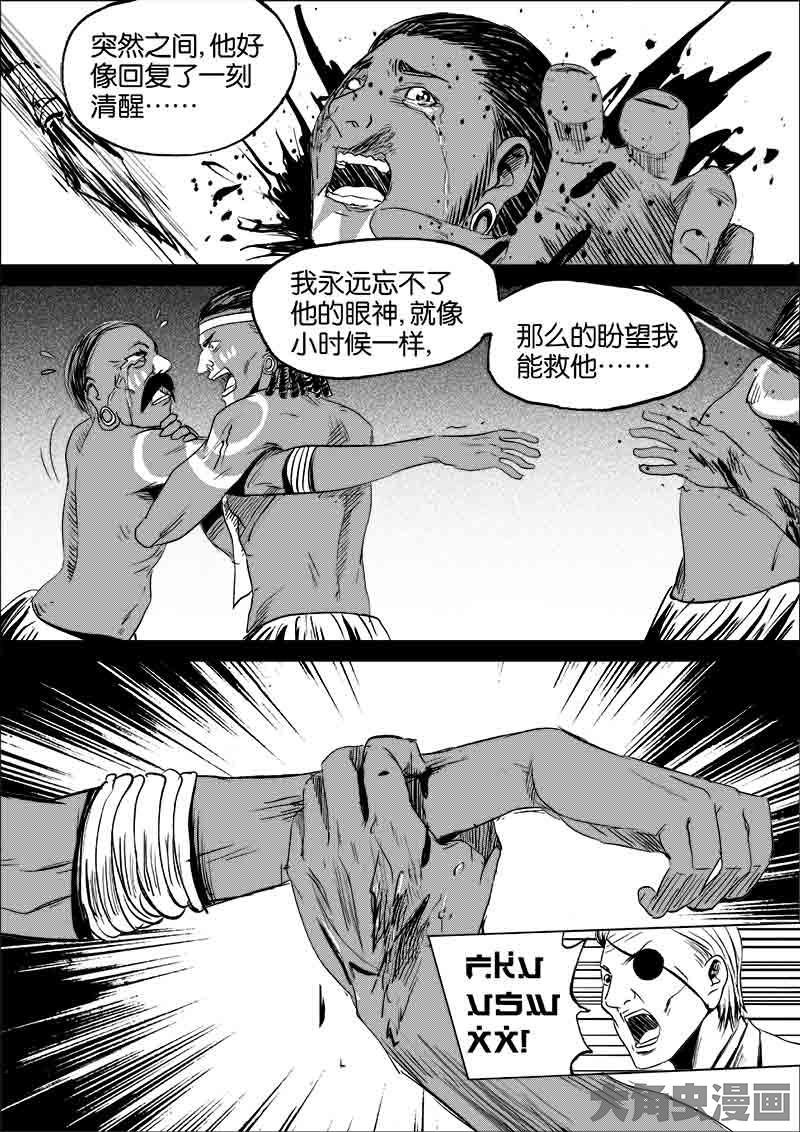 突然之间,他好
像回复了一刻
清醒……
我永远忘不了
他的眼神,就像
小时候一样,
那么的盼望我
能救他……
大角虫漫画